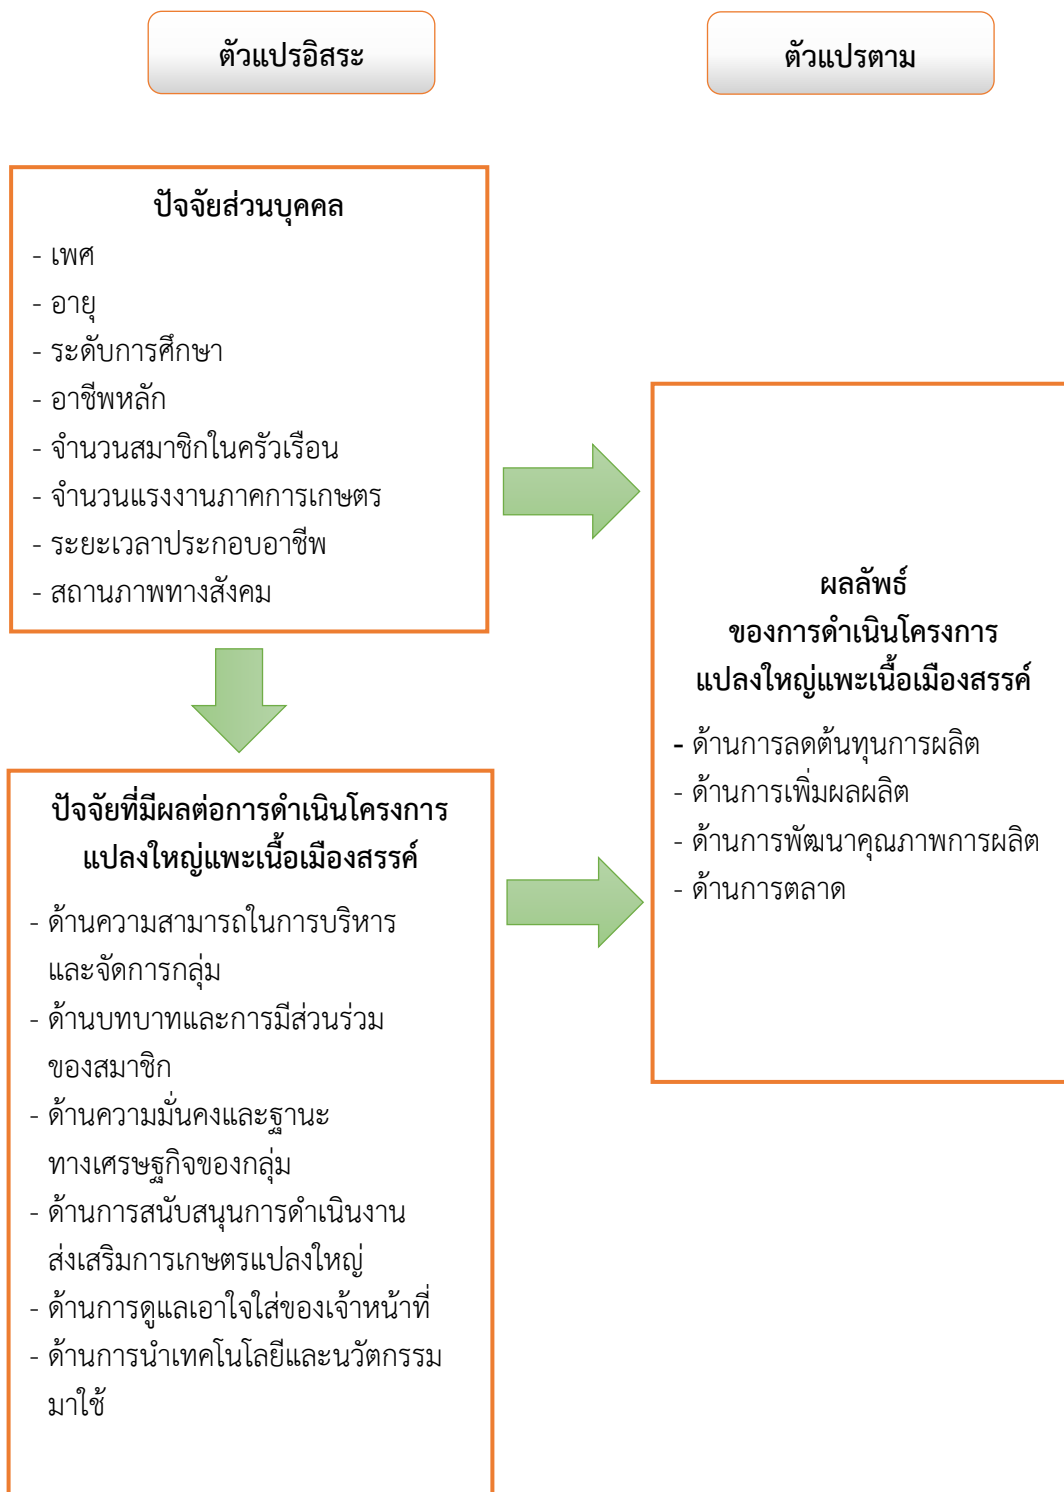 ตัวแปรอิสระ
ตัวแปรตาม
ปัจจัยส่วนบุคคล
- เพศ
- อายุ
- ระดับการศึกษา
- อาชีพหลัก
- จำนวนสมาชิกในครัวเรือน
- จำนวนแรงงานภาคการเกษตร
- ระยะเวลาประกอบอาชีพ
- สถานภาพทางสังคม
ปัจจัยที่มีผลต่อการดำเนินโครงการ
แปลงใหญ่แพะเนื้อเมืองสรรค์
- ด้านความสามารถในการบริหาร
และจัดการกลุ่ม
- ด้านบทบาทและการมีส่วนร่วม
ของสมาชิก
- ด้านความมั่นคงและฐานะ
ทางเศรษฐกิจของกลุ่ม
- ด้านการสนับสนุนการดำเนินงาน
ส่งเสริมการเกษตรแปลงใหญ่
- ด้านการดูแลเอาใจใส่ของเจ้าหน้าที่
- ด้านการนำเทคโนโลยีและนวัตกรรม
มาใช้
ผลลัพธ์
ของการดำเนินโครงการ
แปลงใหญ่แพะเนื้อเมืองสรรค์
- ด้านการลดต้นทุนการผลิต
- ด้านการเพิ่มผลผลิต
- ด้านการพัฒนาคุณภาพการผลิต
- ด้านการตลาด